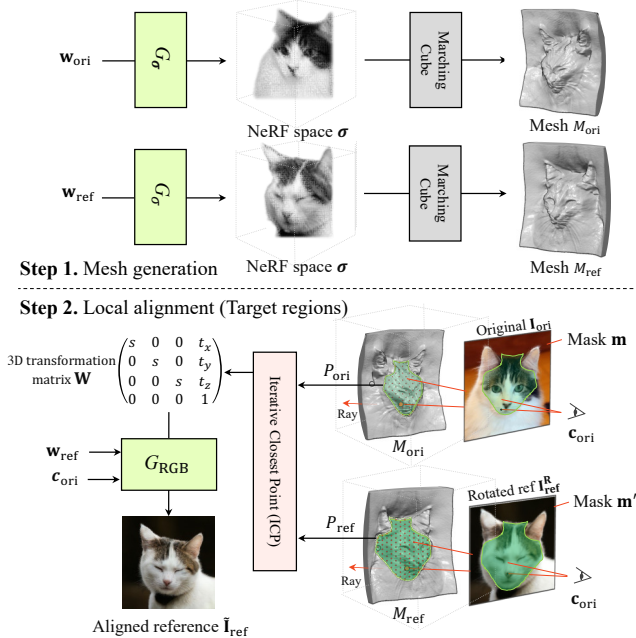 w_ori
G_σ
NeRF space σ
Marching
Cube
Mesh M_ori
w_ref
G_σ
NeRF space σ
Marching
Cube
Mesh M_ref
Step 1. Mesh generation
Step 2. Local alignment (Target regions)
3D transformation
matrix W
s 0 0 t_x
0 s 0 t_y
0 0 s t_z
0 0 0 1
w_ref
c_ori
G_RGB
Aligned reference Ĩ_ref
Iterative Closest Point (ICP)
P_ori
Ray
M_ori
Original I_ori
Mask m
c_ori
P_ref
Ray
M_ref
Rotated ref I^R_ref
Mask m′
c_ori